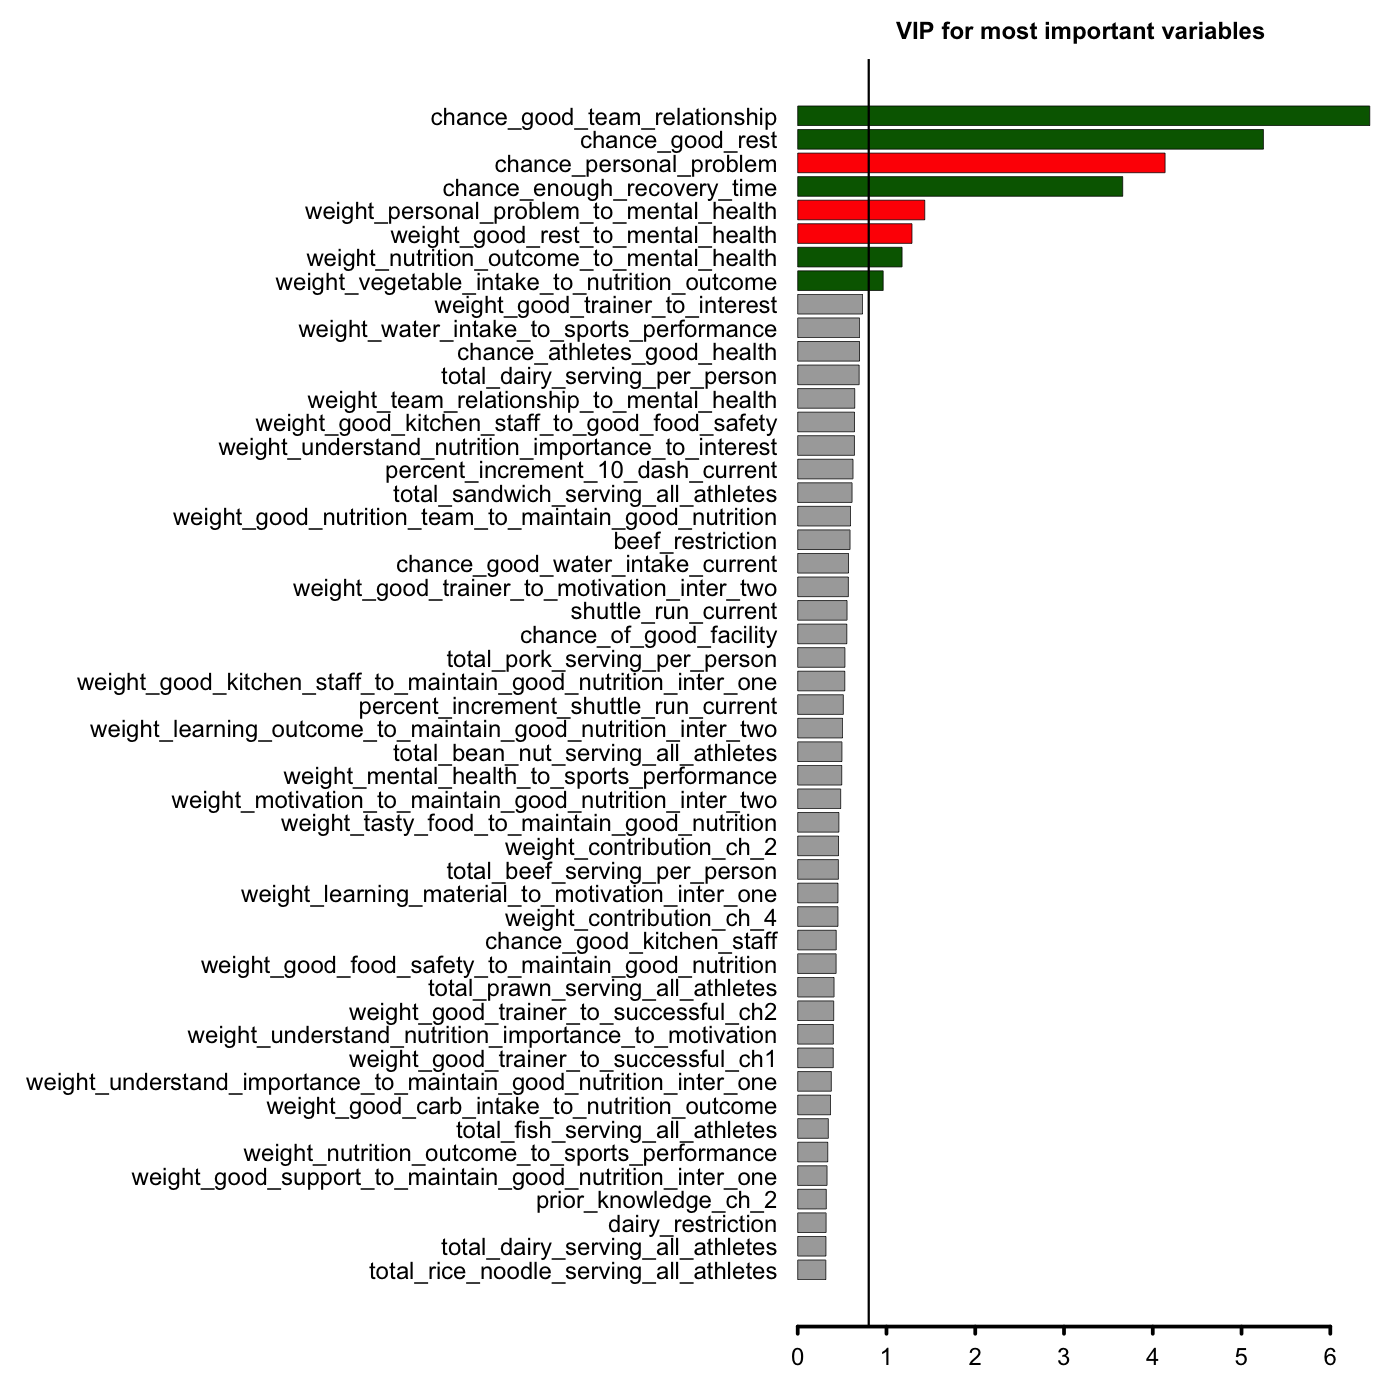 VIP for most important variables
chance_good_team_relationship
chance_good_rest
chance_personal_problem
chance_enough_recovery_time
weight_personal_problem_to_mental_health
weight_good_rest_to_mental_health
weight_nutrition_outcome_to_mental_health
weight_vegetable_intake_to_nutrition_outcome
weight_good_trainer_to_interest
weight_water_intake_to_sports_performance
chance_athletes_good_health
total_dairy_serving_per_person
weight_team_relationship_to_mental_health
weight_good_kitchen_staff_to_good_food_safety
weight_understand_nutrition_importance_to_interest
percent_increment_10_dash_current
total_sandwich_serving_all_athletes
weight_good_nutrition_team_to_maintain_good_nutrition
beef_restriction
chance_good_water_intake_current
weight_good_trainer_to_motivation_inter_two
shuttle_run_current
chance_of_good_facility
total_pork_serving_per_person
weight_good_kitchen_staff_to_maintain_good_nutrition_inter_one
percent_increment_shuttle_run_current
weight_learning_outcome_to_maintain_good_nutrition_inter_two
total_bean_nut_serving_all_athletes
weight_mental_health_to_sports_performance
weight_motivation_to_maintain_good_nutrition_inter_two
weight_tasty_food_to_maintain_good_nutrition
weight_contribution_ch_2
total_beef_serving_per_person
weight_learning_material_to_motivation_inter_one
weight_contribution_ch_4
chance_good_kitchen_staff
weight_good_food_safety_to_maintain_good_nutrition
total_prawn_serving_all_athletes
weight_good_trainer_to_successful_ch2
weight_understand_nutrition_importance_to_motivation
weight_good_trainer_to_successful_ch1
weight_understand_importance_to_maintain_good_nutrition_inter_one
weight_good_carb_intake_to_nutrition_outcome
total_fish_serving_all_athletes
weight_nutrition_outcome_to_sports_performance
weight_good_support_to_maintain_good_nutrition_inter_one
prior_knowledge_ch_2
dairy_restriction
total_dairy_serving_all_athletes
total_rice_noodle_serving_all_athletes
0 1 2 3 4 5 6